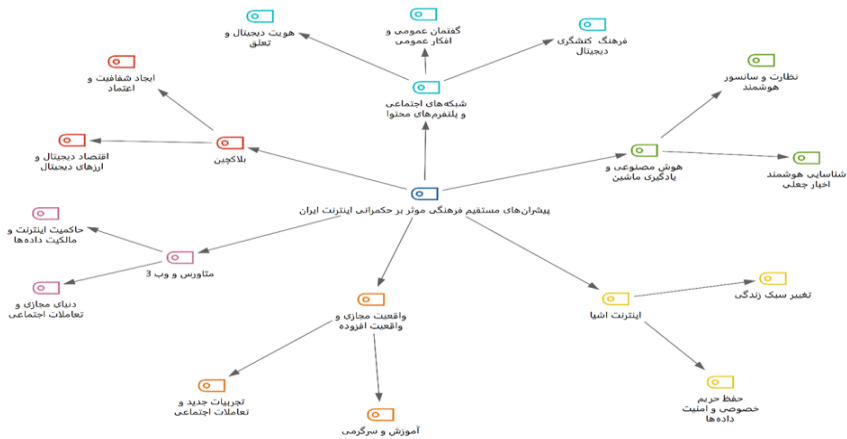 هویت دیجیتال و
تعلق
گفتمان عمومی و
افکار عمومی
فرهنگ کنشگری
دیجیتال
ایجاد شفافیت و
اعتماد
نظارت و سانسور
هوشمند
شبکه‌های اجتماعی
و پلتفرم‌های محتوا
اقتصاد دیجیتال و
ارزهای دیجیتال
بلاکچین
هوش مصنوعی و
یادگیری ماشین
شناسایی هوشمند
اخبار جعلی
پیشران‌های مستقیم فرهنگی موثر بر حکمرانی اینترنت ایران
حاکمیت اینترنت و
مالکیت داده‌ها
متاورس و وب 3
دنیای مجازی و
تعاملات اجتماعی
واقعیت مجازی و
واقعیت افزوده
اینترنت اشیا
تغییر سبک زندگی
تجربیات جدید و
تعاملات اجتماعی
آموزش و سرگرمی
حفظ حریم
خصوصی و امنیت
داده‌ها